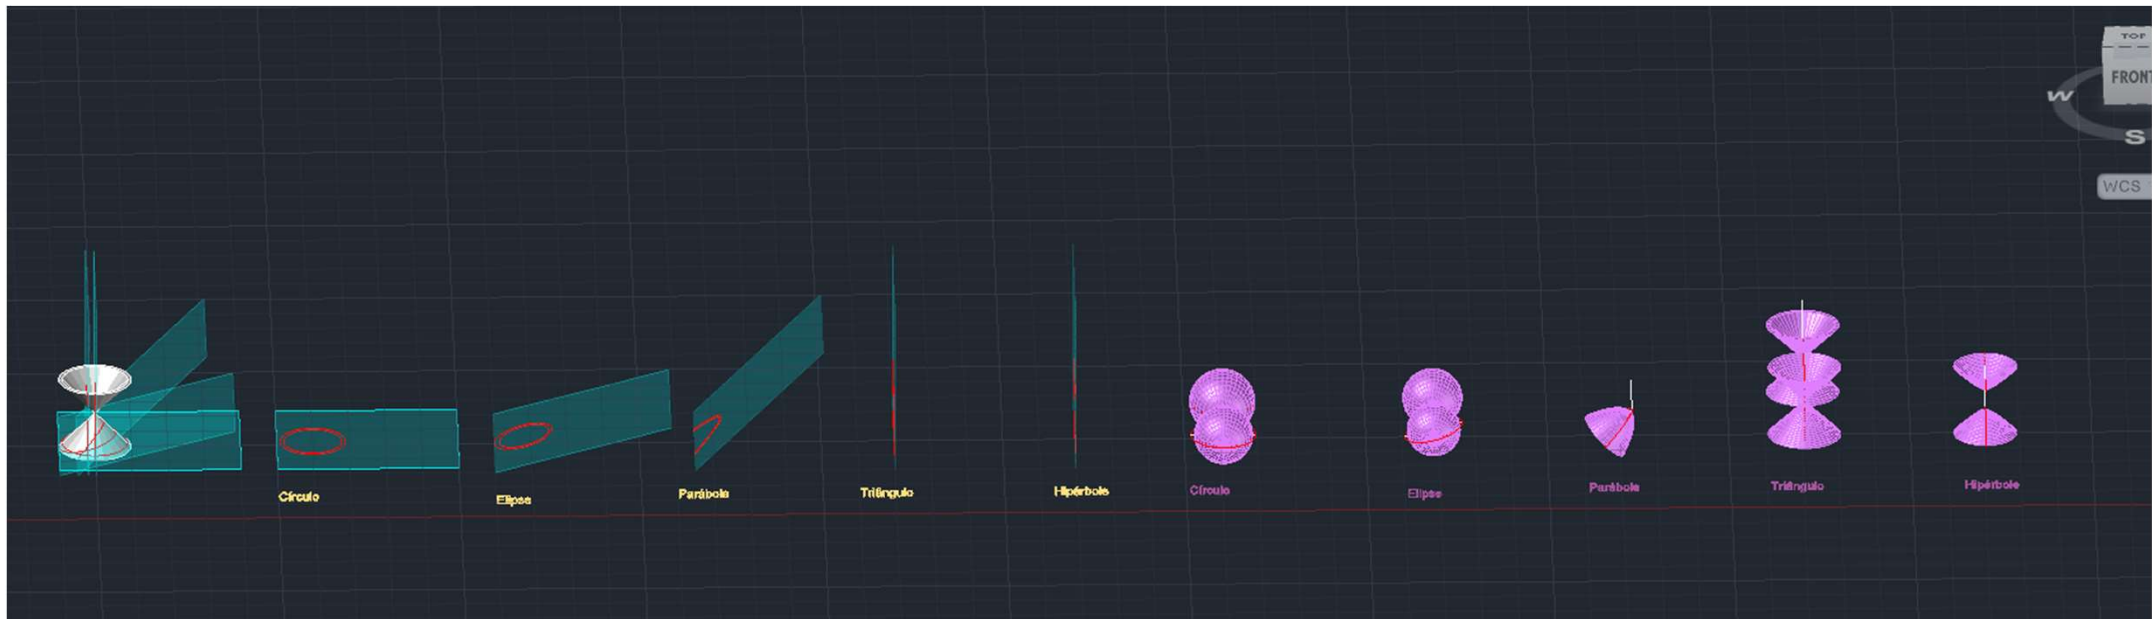 TOP
FRONT
W
S
WCS
Círculo
Elipse
Parábola
Triângulo
Hipérbole
Círculo
Elipse
Parábola
Triângulo
Hipérbole